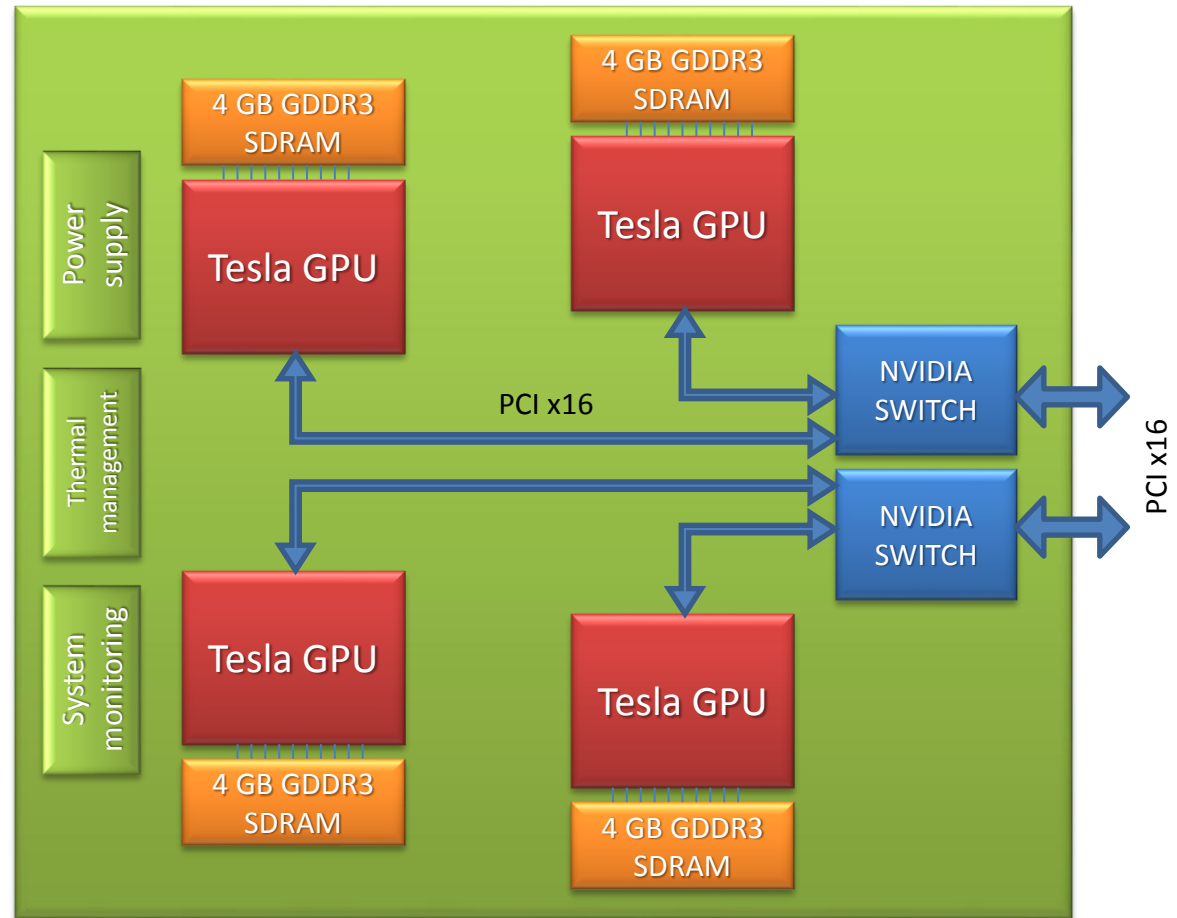 4 GB GDDR3
SDRAM
Tesla GPU
4 GB GDDR3
SDRAM
Tesla GPU
Power
supply
Thermal
management
System
monitoring
PCI x16
NVIDIA
SWITCH
NVIDIA
SWITCH
PCI x16
Tesla GPU
4 GB GDDR3
SDRAM
Tesla GPU
4 GB GDDR3
SDRAM